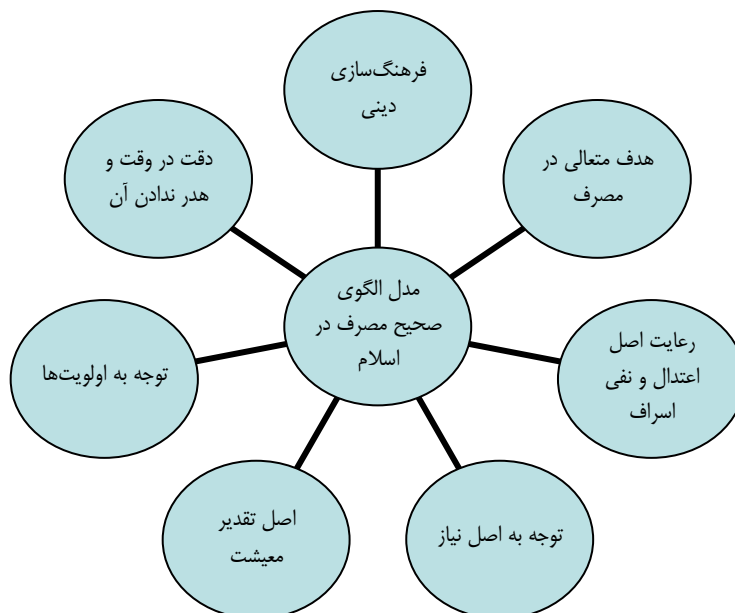 فرهنگ‌سازی
دینی
هدف متعالی در
مصرف
رعایت اصل
اعتدال و نفی
اسراف
توجه به اصل نیاز
اصل تقدیر
معیشت
توجه به اولویت‌ها
دقت در وقت و
هدر ندادن آن
مدل الگوی
صحیح مصرف در
اسلام